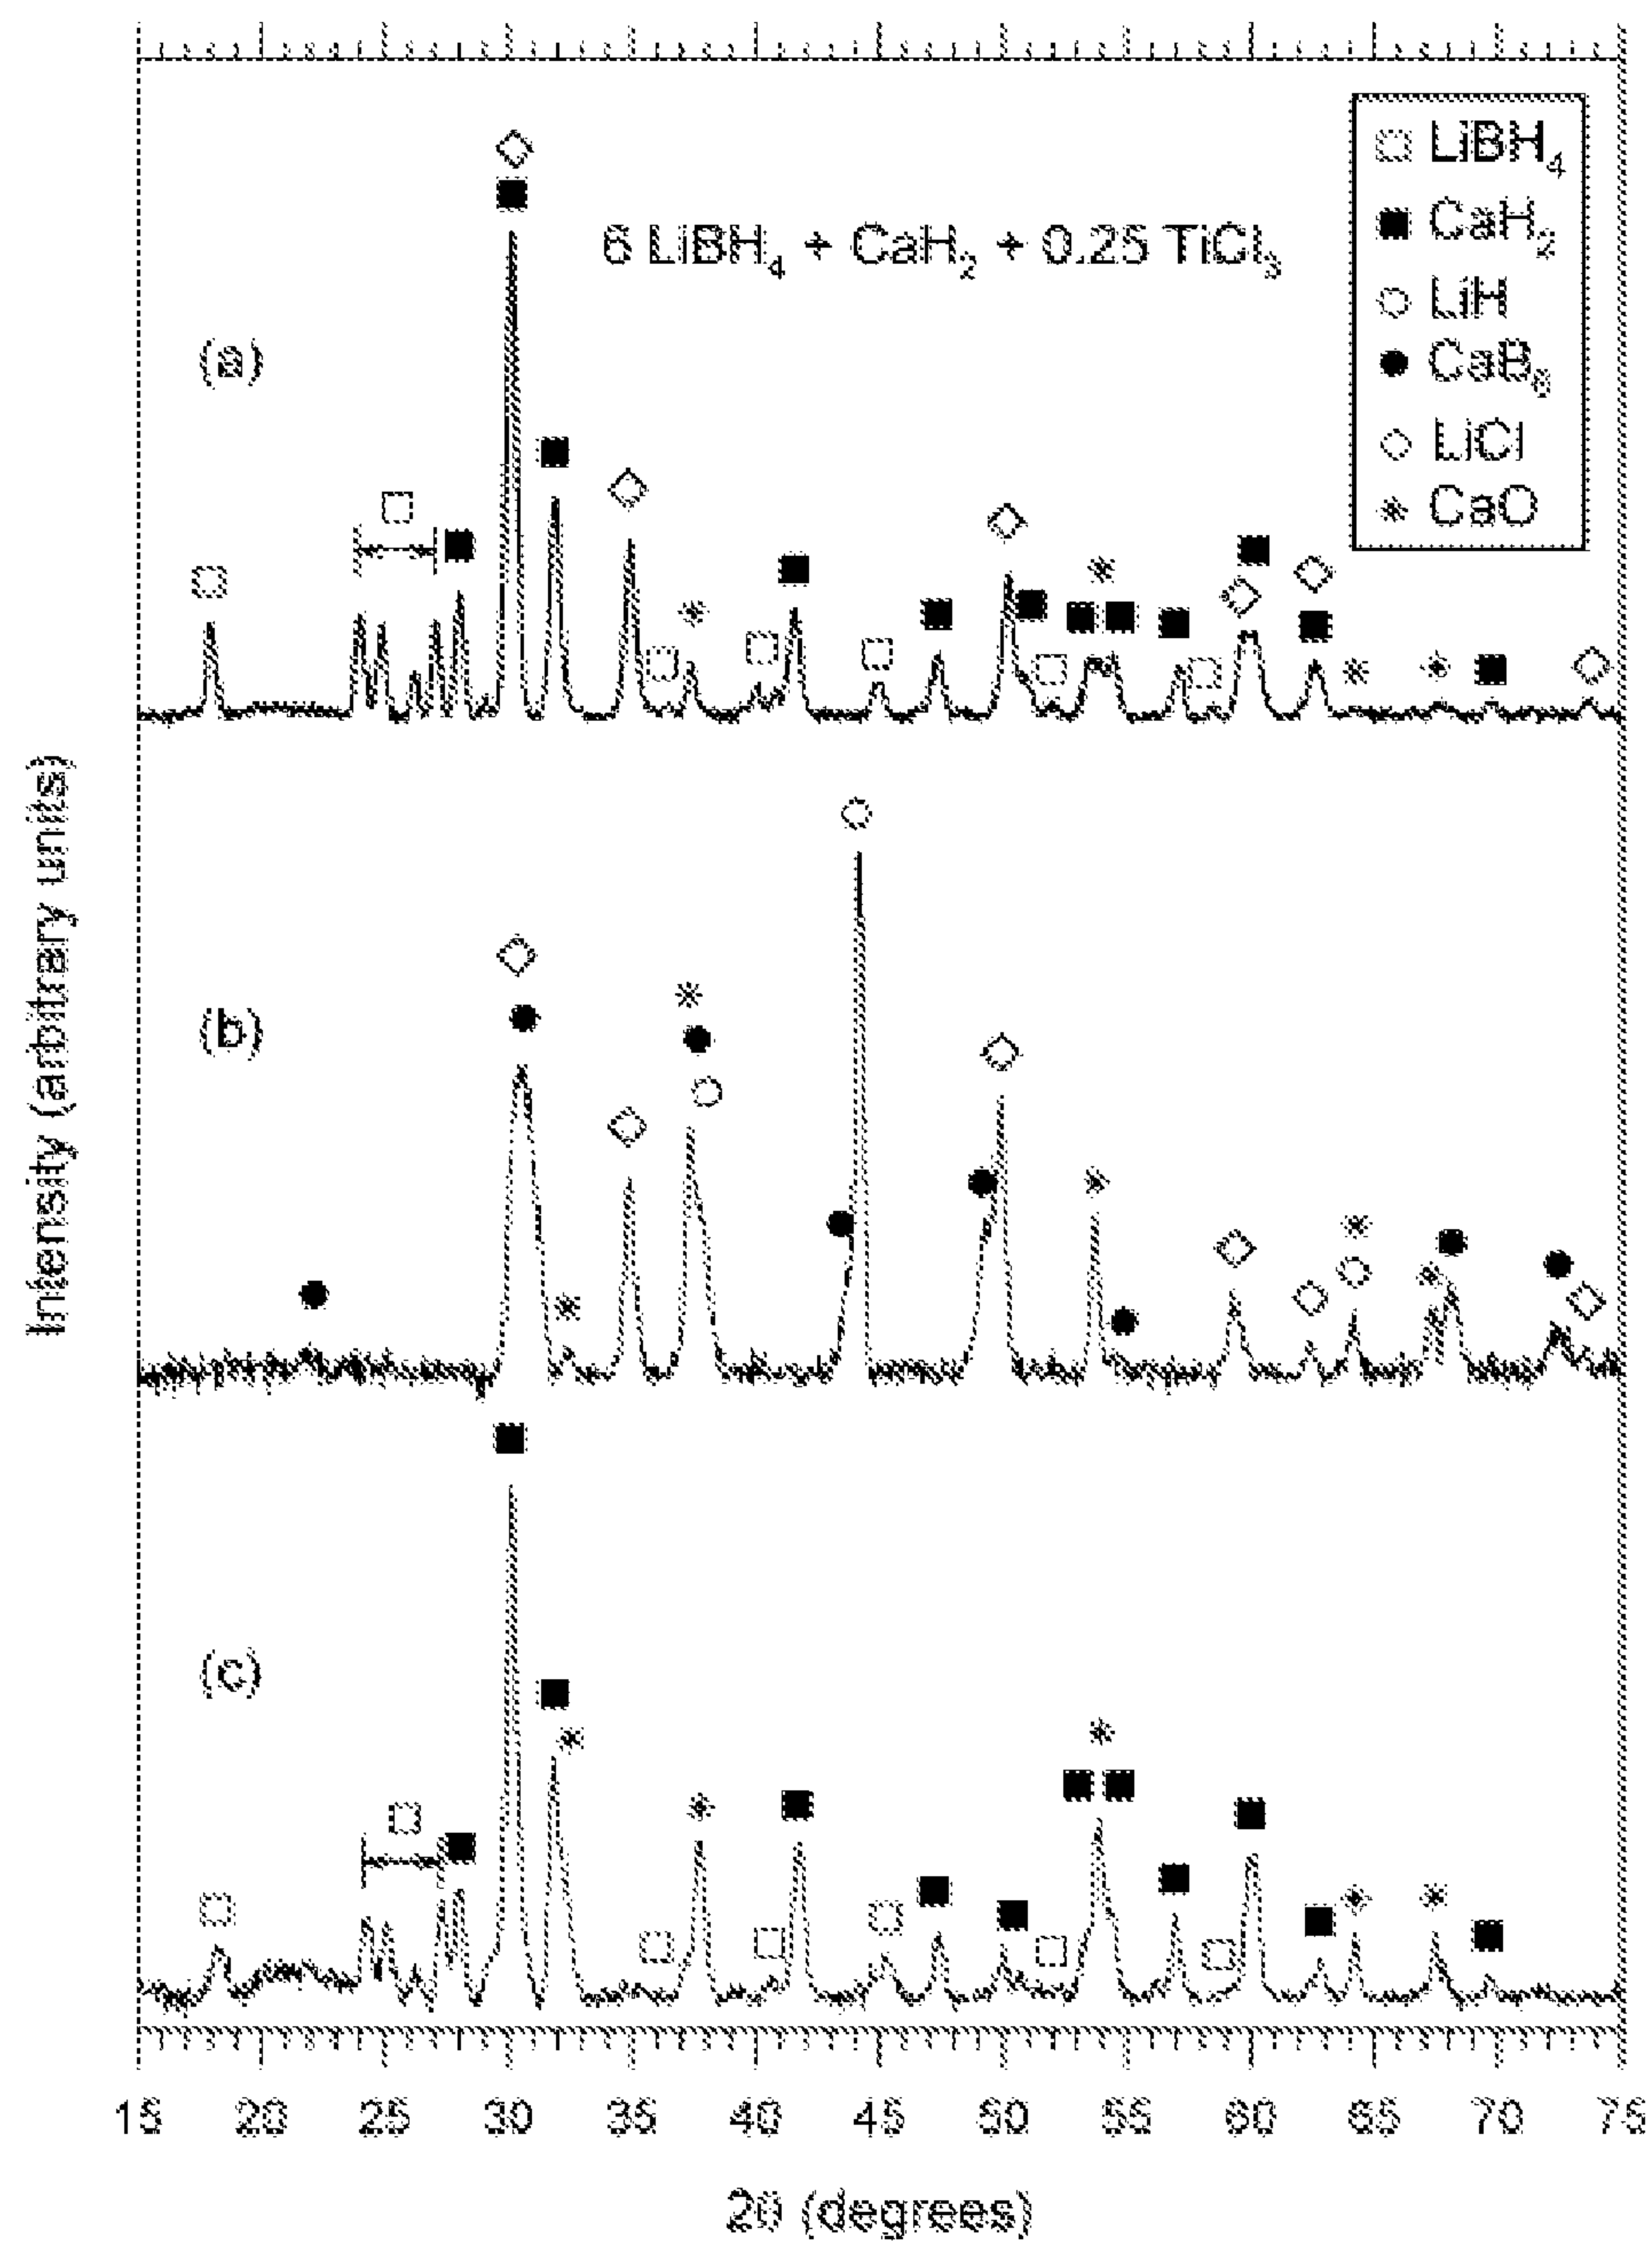 6 LiBH₄ + CaH₂ + 0.25 TiCl₃
LiBH₄
CaH₂
LiH
CaB₆
LiCl
CaO
(a)
(b)
(c)
Intensity (arbitrary units)
15 20 25 30 35 40 45 50 55 60 65 70 75
2θ (degrees)